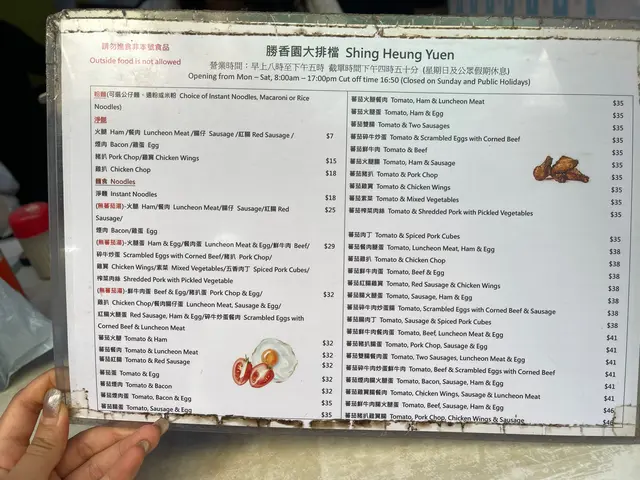 請勿攜食非本號食品
Outside food is not allowed
勝香園大排檔 Shing Heung Yuen
營業時間：早上八時至下午五時 截單時間下午四時五十分 (星期日及公眾假期休息)
Opening from Mon – Sat, 8:00am – 17:00pm Cut off time 16:50 (Closed on Sunday and Public Holidays)
粉麵(可選公仔麵、通粉或米粉 Choice of Instant Noodles, Macaroni or Rice
Noodles)
淨餸
火腿 Ham /餐肉 Luncheon Meat /腸仔 Sausage /紅腸 Red Sausage / $7
煙肉 Bacon /雞蛋 Egg
豬扒 Pork Chop/雞翼 Chicken Wings $15
雞扒 Chicken Chop $18
麵食 Noodles
淨麵 Instant Noodles $18
(無蕃茄湯)-火腿 Ham/餐肉 Luncheon Meat/腸仔 Sausage/紅腸 Red $25
Sausage/
煙肉 Bacon/雞蛋 Egg
(無蕃茄湯)-火腿蛋 Ham & Egg/餐肉蛋 Luncheon Meat & Egg/鮮牛肉 Beef/ $29
碎牛炒蛋 Scrambled Eggs with Corned Beef/豬扒 Pork Chop/
雞翼 Chicken Wings/素菜 Mixed Vegetables/五香肉丁 Spiced Pork Cubes/
榨菜肉絲 Shredded Pork with Pickled Vegetable
(無蕃茄湯)-鮮牛肉蛋 Beef & Egg/豬扒蛋 Pork Chop & Egg/ $32
雞扒 Chicken Chop/餐肉腸仔蛋 Luncheon Meat, Sausage & Egg/
紅腸火腿蛋 Red Sausage, Ham & Egg/碎牛炒蛋餐肉 Scrambled Eggs with
Corned Beef & Luncheon Meat
蕃茄火腿 Tomato & Ham $32
蕃茄餐肉 Tomato & Luncheon Meat $32
蕃茄紅腸 Tomato & Red Sausage $32
蕃茄蛋 Tomato & Egg $32
蕃茄煙肉 Tomato & Bacon $32
蕃茄煙肉蛋 Tomato, Bacon & Egg $35
蕃茄腸蛋 Tomato, Sausage & Egg $35
蕃茄火腿餐肉 Tomato, Ham & Luncheon Meat $35
蕃茄火腿蛋 Tomato, Ham & Egg $35
蕃茄雙腸 Tomato & Two Sausages $35
蕃茄碎牛炒蛋 Tomato & Scrambled Eggs with Corned Beef $35
蕃茄鮮牛肉 Tomato & Beef $35
蕃茄火腿腸 Tomato, Ham & Sausage $35
蕃茄豬扒 Tomato & Pork Chop $35
蕃茄雞翼 Tomato & Chicken Wings $35
蕃茄素菜 Tomato & Mixed Vegetables $35
蕃茄榨菜肉絲 Tomato & Shredded Pork with Pickled Vegetables $35
蕃茄肉丁 Tomato & Spiced Pork Cubes $35
蕃茄餐肉腿蛋 Tomato, Luncheon Meat, Ham & Egg $38
蕃茄雞扒 Tomato & Chicken Chop $38
蕃茄鮮牛肉蛋 Tomato, Beef & Egg $38
蕃茄紅腸雞翼 Tomato, Red Sausage & Chicken Wings $38
蕃茄腸火腿蛋 Tomato, Sausage, Ham & Egg $38
蕃茄碎牛肉炒蛋腸 Tomato, Scrambled Eggs with Corned Beef & Sausage $38
蕃茄腸肉丁 Tomato, Sausage & Spiced Pork Cubes $38
蕃茄鮮牛肉餐肉蛋 Tomato, Beef, Luncheon Meat & Egg $41
蕃茄豬扒腸蛋 Tomato, Pork Chop, Sausage & Egg $41
蕃茄雙腸餐肉蛋 Tomato, Two Sausages, Luncheon Meat & Egg $41
蕃茄碎牛肉炒蛋鮮牛肉 Tomato, Beef & Scrambled Eggs with Corned Beef $41
蕃茄煙肉腸火腿蛋 Tomato, Bacon, Sausage, Ham & Egg $41
蕃茄雞翼腸餐肉 Tomato, Chicken Wings, Sausage & Luncheon Meat $41
蕃茄鮮牛肉腸火腿蛋 Tomato, Beef, Sausage, Ham & Egg $46
蕃茄豬扒雞翼腸 Tomato, Pork Chop, Chicken Wings & Sausage $46